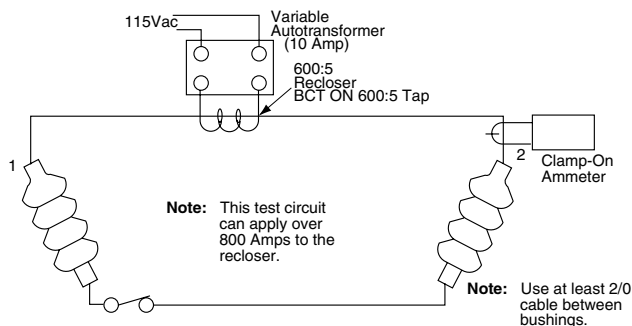 115Vac
Variable
Autotransformer
(10 Amp)
600:5
Recloser
BCT ON 600:5 Tap
1
2
Clamp-On
Ammeter
Note: This test circuit
can apply over
800 Amps to the
recloser.
Note: Use at least 2/0
cable between
bushings.